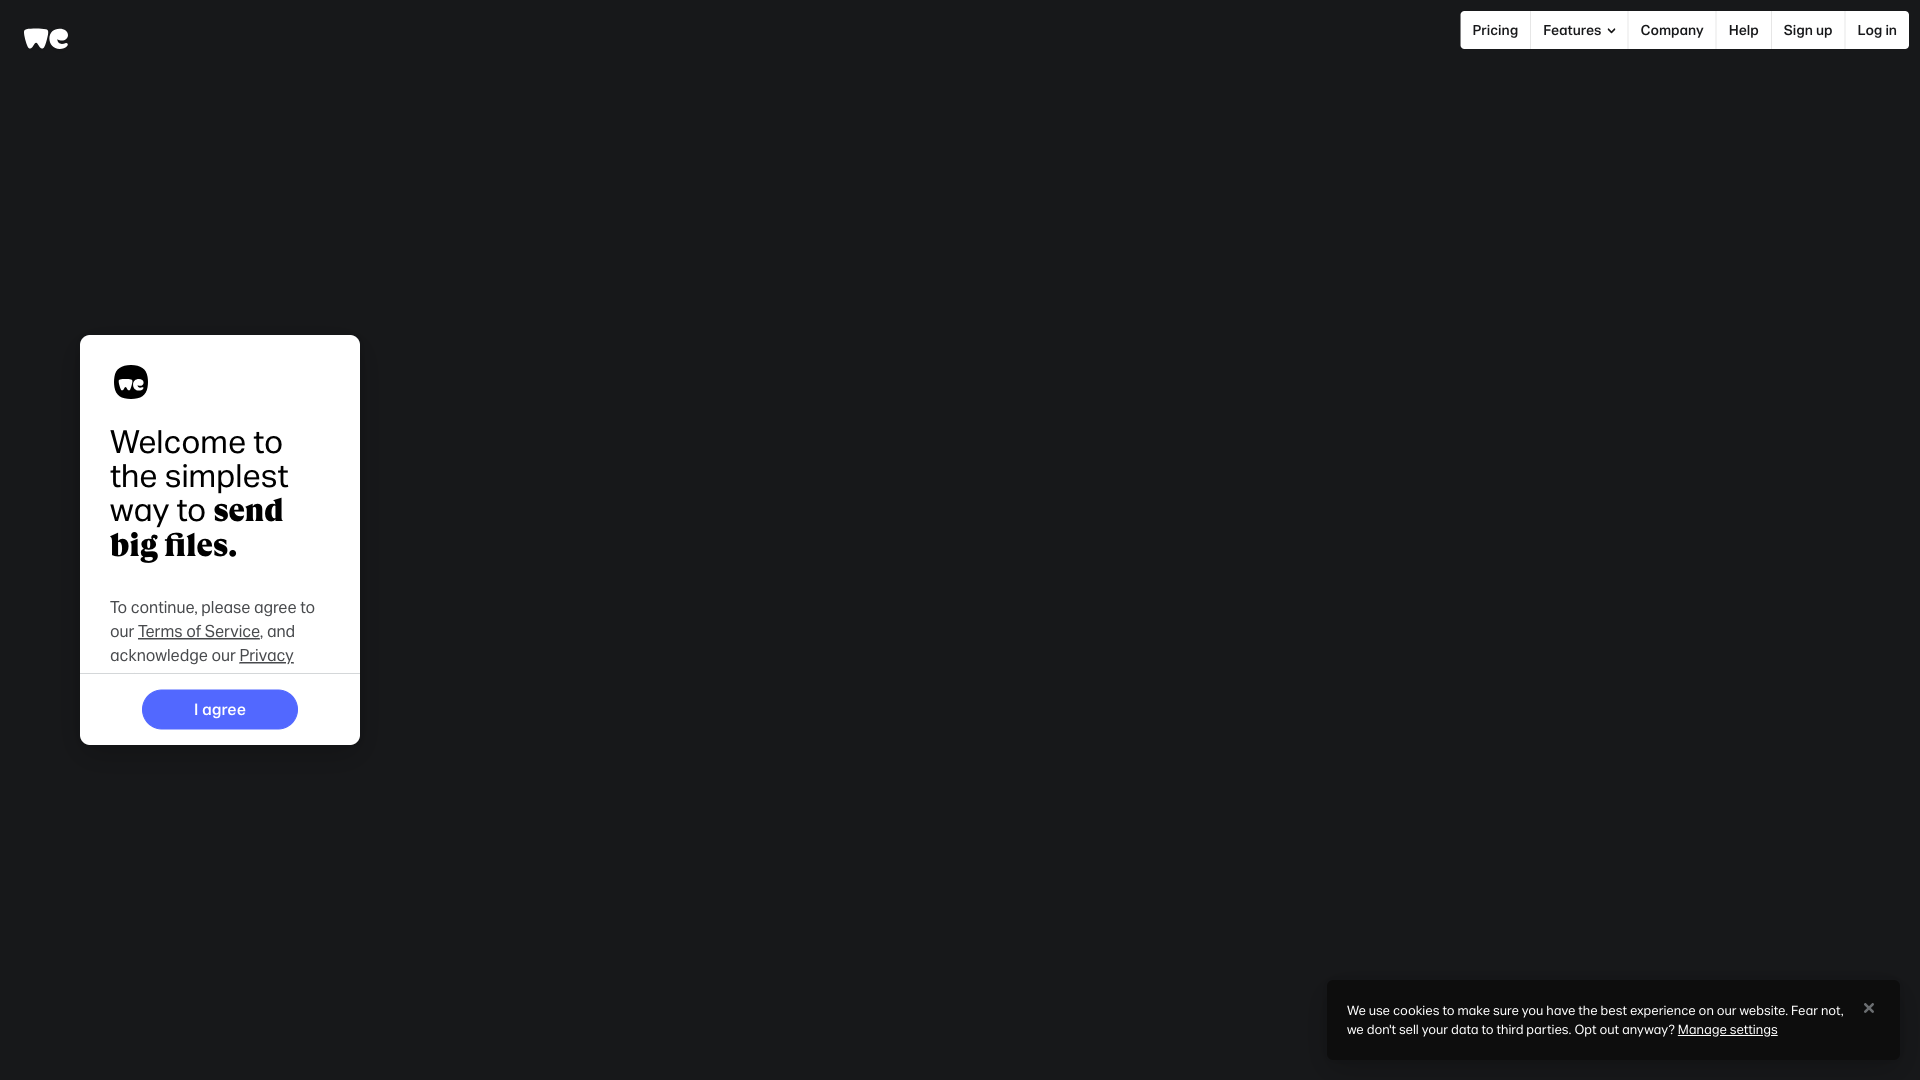 we
Pricing
Features
Company
Help
Sign up
Log in
we
Welcome to
the simplest
way to send
big files.
To continue, please agree to
our Terms of Service, and
acknowledge our Privacy
I agree
We use cookies to make sure you have the best experience on our website. Fear not,
we don't sell your data to third parties. Opt out anyway? Manage settings